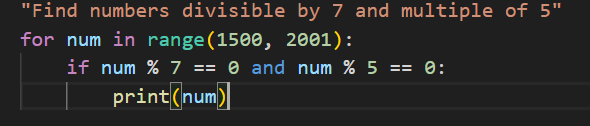 "Find numbers divisible by 7 and multiple of 5"
for num in range(1500, 2001):
    if num % 7 == 0 and num % 5 == 0:
        print(num)